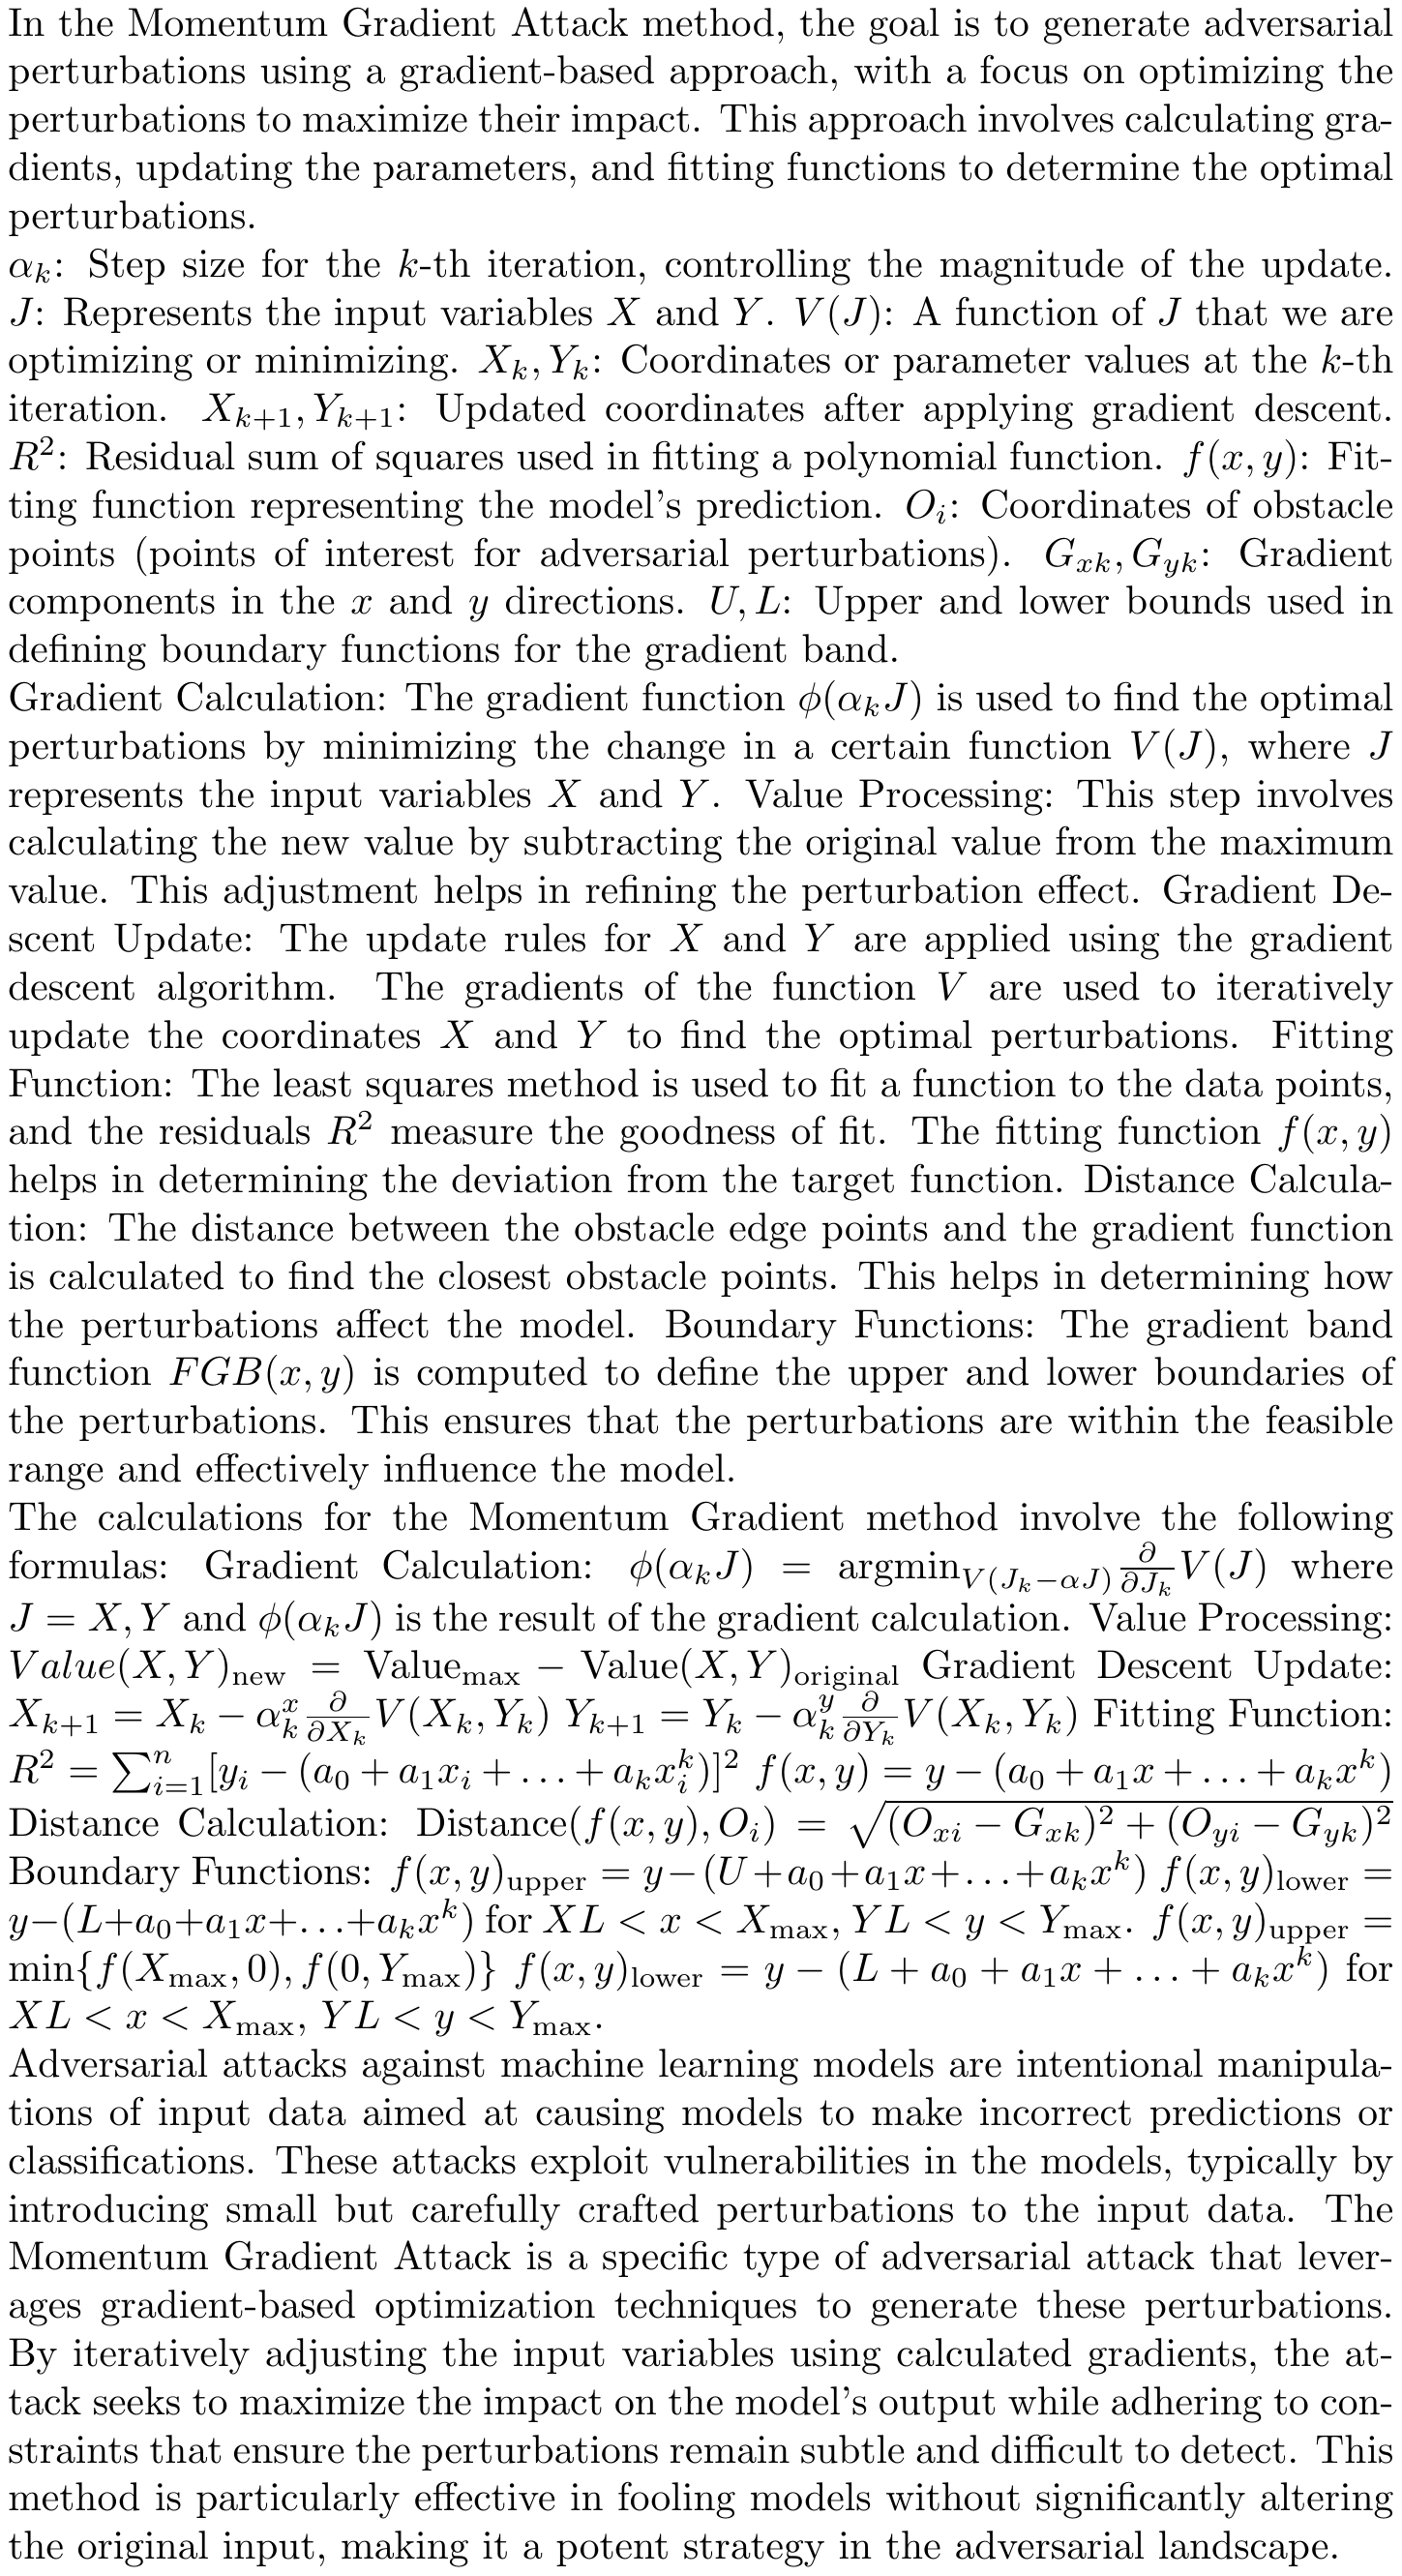 In the Momentum Gradient Attack method, the goal is to generate adversarial
perturbations using a gradient-based approach, with a focus on optimizing the
perturbations to maximize their impact. This approach involves calculating gra-
dients, updating the parameters, and fitting functions to determine the optimal
perturbations.
$\alpha_k$: Step size for the $k$-th iteration, controlling the magnitude of the update.
$J$: Represents the input variables $X$ and $Y$. $V(J)$: A function of $J$ that we are
optimizing or minimizing. $X_k, Y_k$: Coordinates or parameter values at the $k$-th
iteration. $X_{k+1}, Y_{k+1}$: Updated coordinates after applying gradient descent.
$R^2$: Residual sum of squares used in fitting a polynomial function. $f(x, y)$: Fit-
ting function representing the model's prediction. $O_i$: Coordinates of obstacle
points (points of interest for adversarial perturbations). $G_{xk}, G_{yk}$: Gradient
components in the $x$ and $y$ directions. $U, L$: Upper and lower bounds used in
defining boundary functions for the gradient band.
Gradient Calculation: The gradient function $\phi(\alpha_k J)$ is used to find the optimal
perturbations by minimizing the change in a certain function $V(J)$, where $J$
represents the input variables $X$ and $Y$. Value Processing: This step involves
calculating the new value by subtracting the original value from the maximum
value. This adjustment helps in refining the perturbation effect. Gradient De-
scent Update: The update rules for $X$ and $Y$ are applied using the gradient
descent algorithm. The gradients of the function $V$ are used to iteratively
update the coordinates $X$ and $Y$ to find the optimal perturbations. Fitting
Function: The least squares method is used to fit a function to the data points,
and the residuals $R^2$ measure the goodness of fit. The fitting function $f(x, y)$
helps in determining the deviation from the target function. Distance Calcula-
tion: The distance between the obstacle edge points and the gradient function
is calculated to find the closest obstacle points. This helps in determining how
the perturbations affect the model. Boundary Functions: The gradient band
function $FGB(x, y)$ is computed to define the upper and lower boundaries of
the perturbations. This ensures that the perturbations are within the feasible
range and effectively influence the model.
The calculations for the Momentum Gradient method involve the following
formulas: Gradient Calculation: $\phi(\alpha_k J) = \text{argmin}_{V(J_k - \alpha J)} \frac{\partial}{\partial J_k} V(J)$ where
$J = X, Y$ and $\phi(\alpha_k J)$ is the result of the gradient calculation. Value Processing:
$Value(X, Y)_{\text{new}} = \text{Value}_{\text{max}} - \text{Value}(X, Y)_{\text{original}}$ Gradient Descent Update:
$X_{k+1} = X_k - \alpha_k^x \frac{\partial}{\partial X_k} V(X_k, Y_k)$ $Y_{k+1} = Y_k - \alpha_k^y \frac{\partial}{\partial Y_k} V(X_k, Y_k)$ Fitting Function:
$R^2 = \sum_{i=1}^n [y_i - (a_0 + a_1 x_i + \ldots + a_k x_i^k)]^2$ $f(x, y) = y - (a_0 + a_1 x + \ldots + a_k x^k)$
Distance Calculation: $\text{Distance}(f(x, y), O_i) = \sqrt{(O_{xi} - G_{xk})^2 + (O_{yi} - G_{yk})^2}$
Boundary Functions: $f(x, y)_{\text{upper}} = y - (U + a_0 + a_1 x + \ldots + a_k x^k)$ $f(x, y)_{\text{lower}} =$
$y - (L + a_0 + a_1 x + \ldots + a_k x^k)$ for $XL < x < X_{\text{max}}$, $YL < y < Y_{\text{max}}$. $f(x, y)_{\text{upper}} =$
$\min\{f(X_{\text{max}}, 0), f(0, Y_{\text{max}})\}$ $f(x, y)_{\text{lower}} = y - (L + a_0 + a_1 x + \ldots + a_k x^k)$ for
$XL < x < X_{\text{max}}$, $YL < y < Y_{\text{max}}$.
Adversarial attacks against machine learning models are intentional manipula-
tions of input data aimed at causing models to make incorrect predictions or
classifications. These attacks exploit vulnerabilities in the models, typically by
introducing small but carefully crafted perturbations to the input data. The
Momentum Gradient Attack is a specific type of adversarial attack that lever-
ages gradient-based optimization techniques to generate these perturbations.
By iteratively adjusting the input variables using calculated gradients, the at-
tack seeks to maximize the impact on the model's output while adhering to con-
straints that ensure the perturbations remain subtle and difficult to detect. This
method is particularly effective in fooling models without significantly altering
the original input, making it a potent strategy in the adversarial landscape.